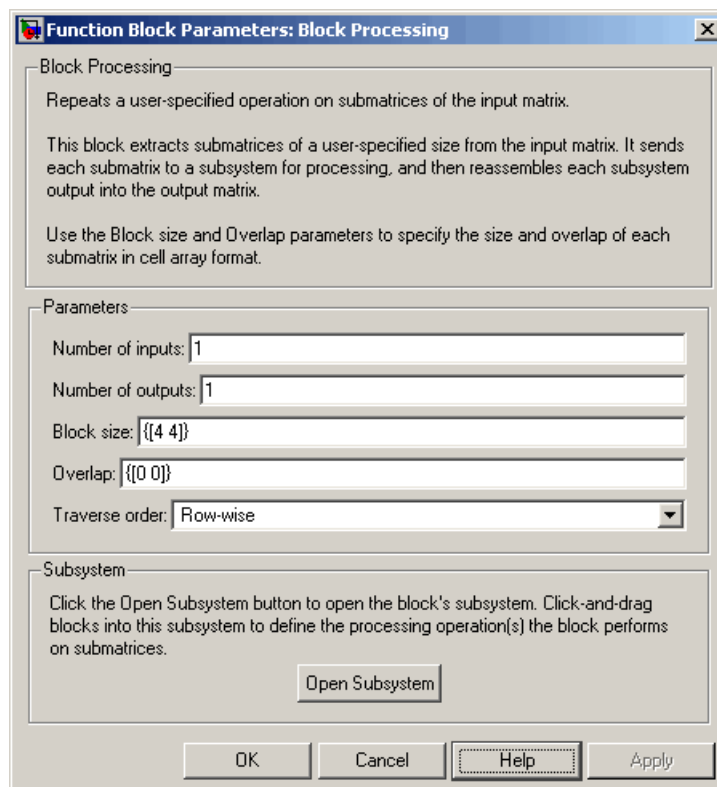 Function Block Parameters: Block Processing
Block Processing
Repeats a user-specified operation on submatrices of the input matrix.
This block extracts submatrices of a user-specified size from the input matrix. It sends
each submatrix to a subsystem for processing, and then reassembles each subsystem
output into the output matrix.
Use the Block size and Overlap parameters to specify the size and overlap of each
submatrix in cell array format.
Parameters
Number of inputs: 1
Number of outputs: 1
Block size: {[4 4]}
Overlap: {[0 0]}
Traverse order: Row-wise
Subsystem
Click the Open Subsystem button to open the block's subsystem. Click-and-drag
blocks into this subsystem to define the processing operation(s) the block performs
on submatrices.
Open Subsystem
OK Cancel Help Apply